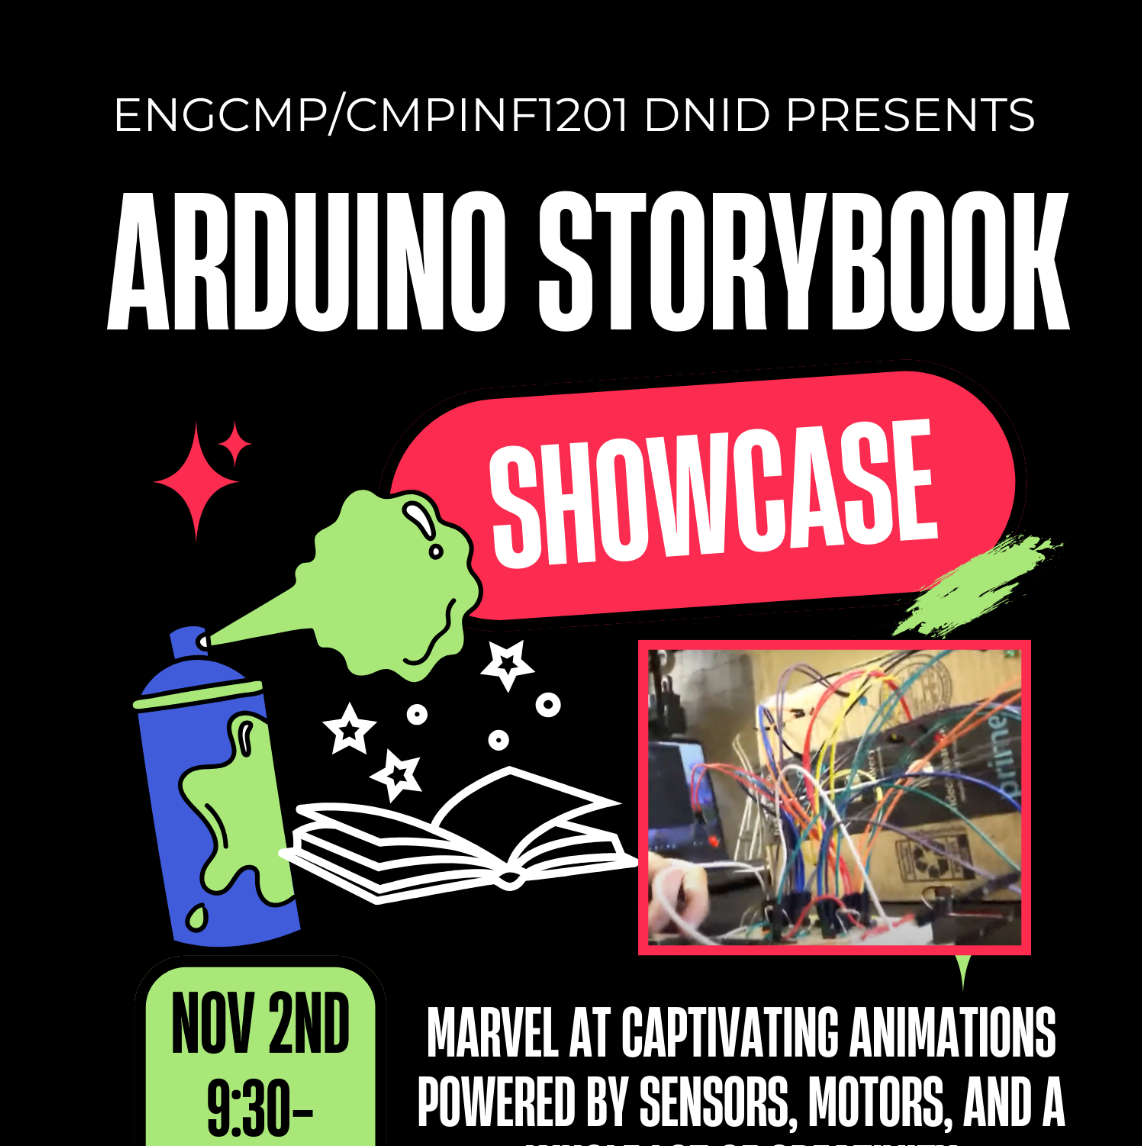 ENGCMP/CMPINF1201 DNID PRESENTS
ARDUINO STORYBOOK
SHOWCASE
prime
NOV 2ND
9:30-
MARVEL AT CAPTIVATING ANIMATIONS
POWERED BY SENSORS, MOTORS, AND A